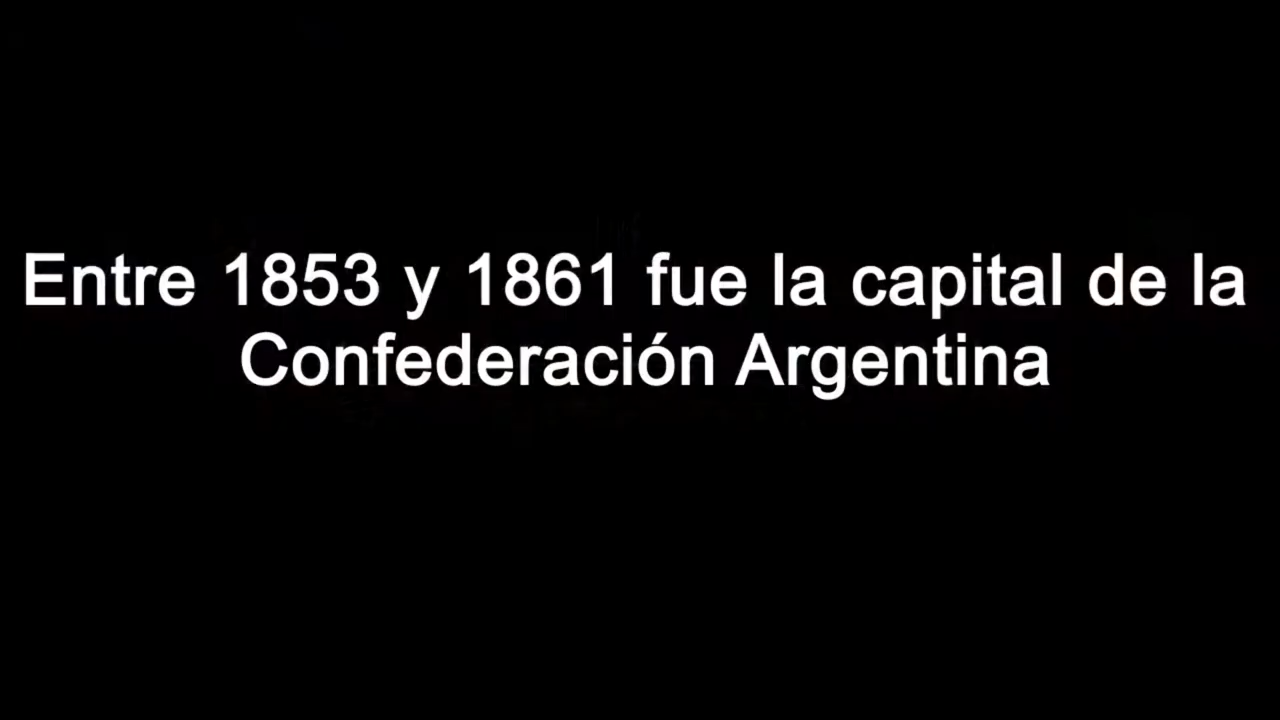 Entre 1853 y 1861 fue la capital de la
Confederación Argentina